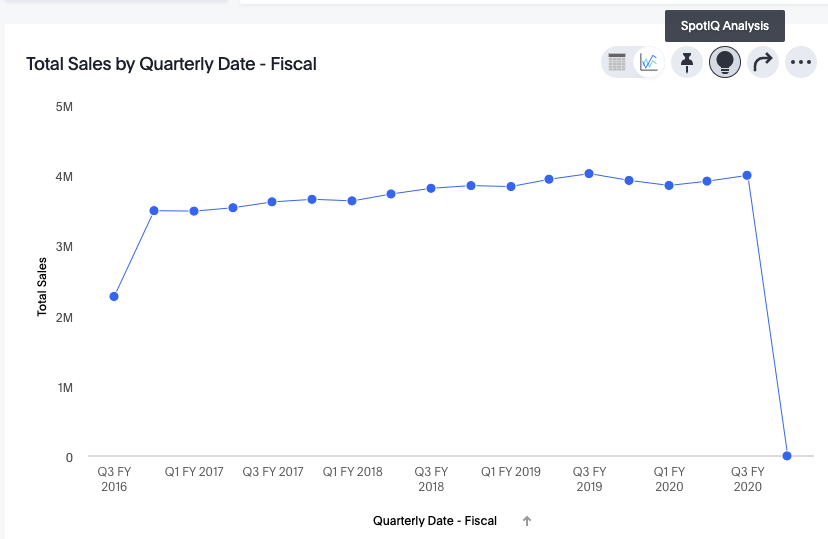 SpotIQ Analysis
Total Sales by Quarterly Date - Fiscal
5M
4M
3M
2M
1M
0
Total Sales
Q3 FY
2016
Q1 FY 2017
Q3 FY 2017
Q1 FY 2018
Q3 FY
2018
Q1 FY 2019
Q3 FY
2019
Q1 FY
2020
Q3 FY
2020
Quarterly Date - Fiscal